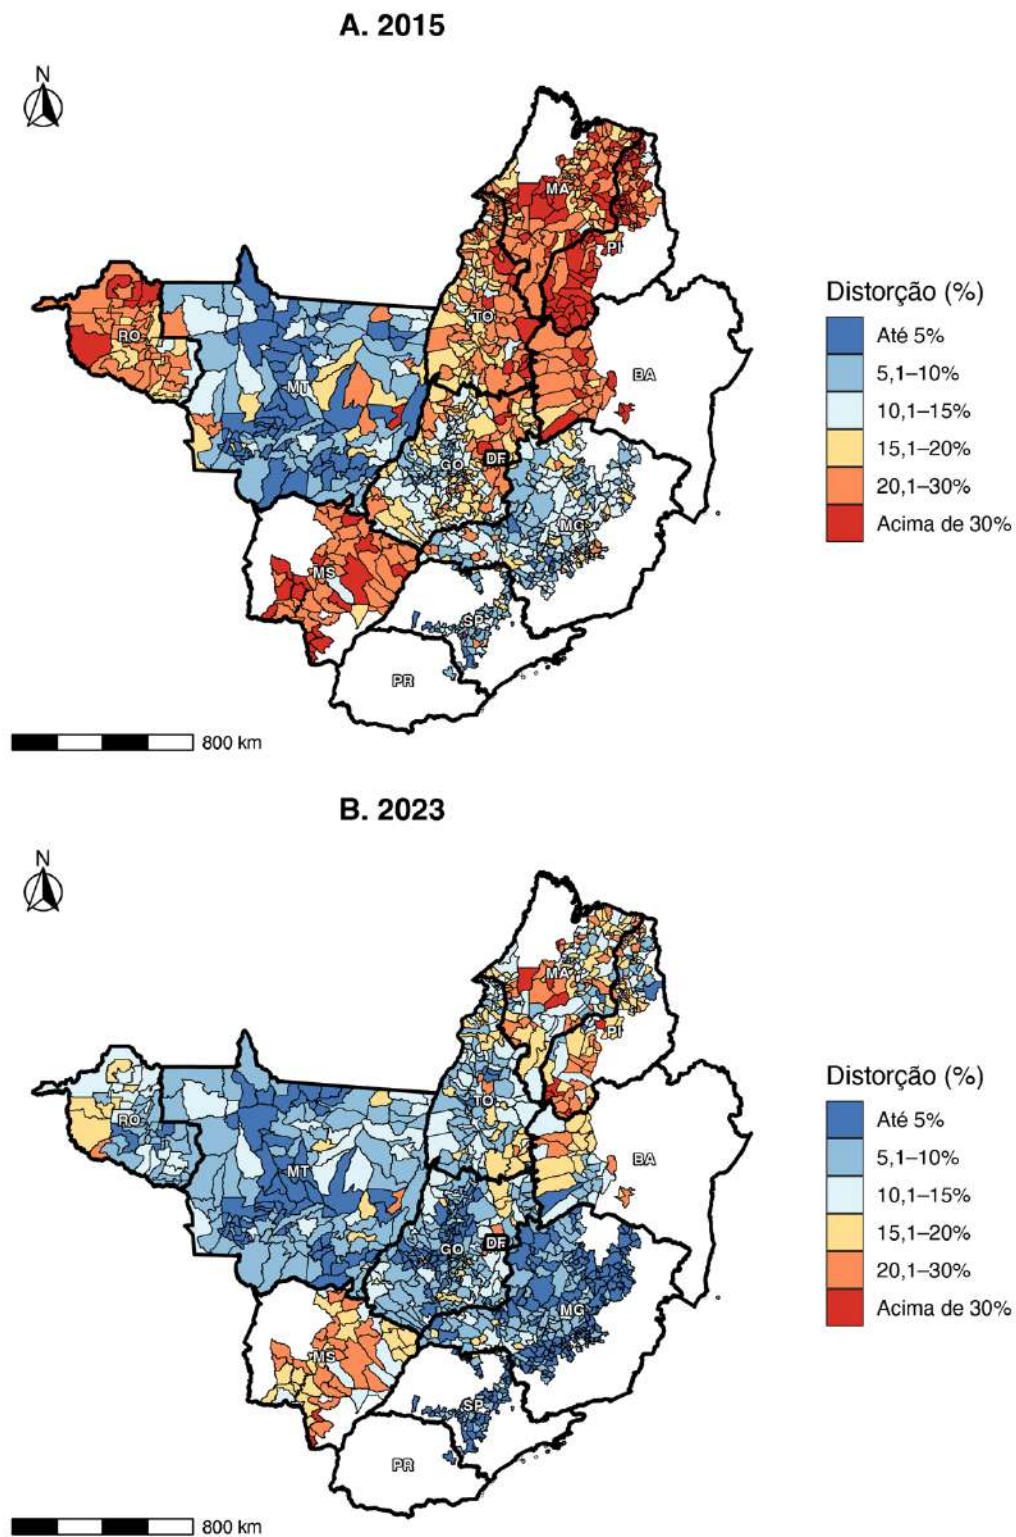 A. 2015
N
MA
PI
TO
RO
BA
MT
GO
DF
MG
MS
SP
PR
Distorção (%)
Até 5%
5,1–10%
10,1–15%
15,1–20%
20,1–30%
Acima de 30%
800 km
B. 2023
N
MA
PI
TO
RO
BA
MT
GO
DF
MG
MS
SP
PR
Distorção (%)
Até 5%
5,1–10%
10,1–15%
15,1–20%
20,1–30%
Acima de 30%
800 km